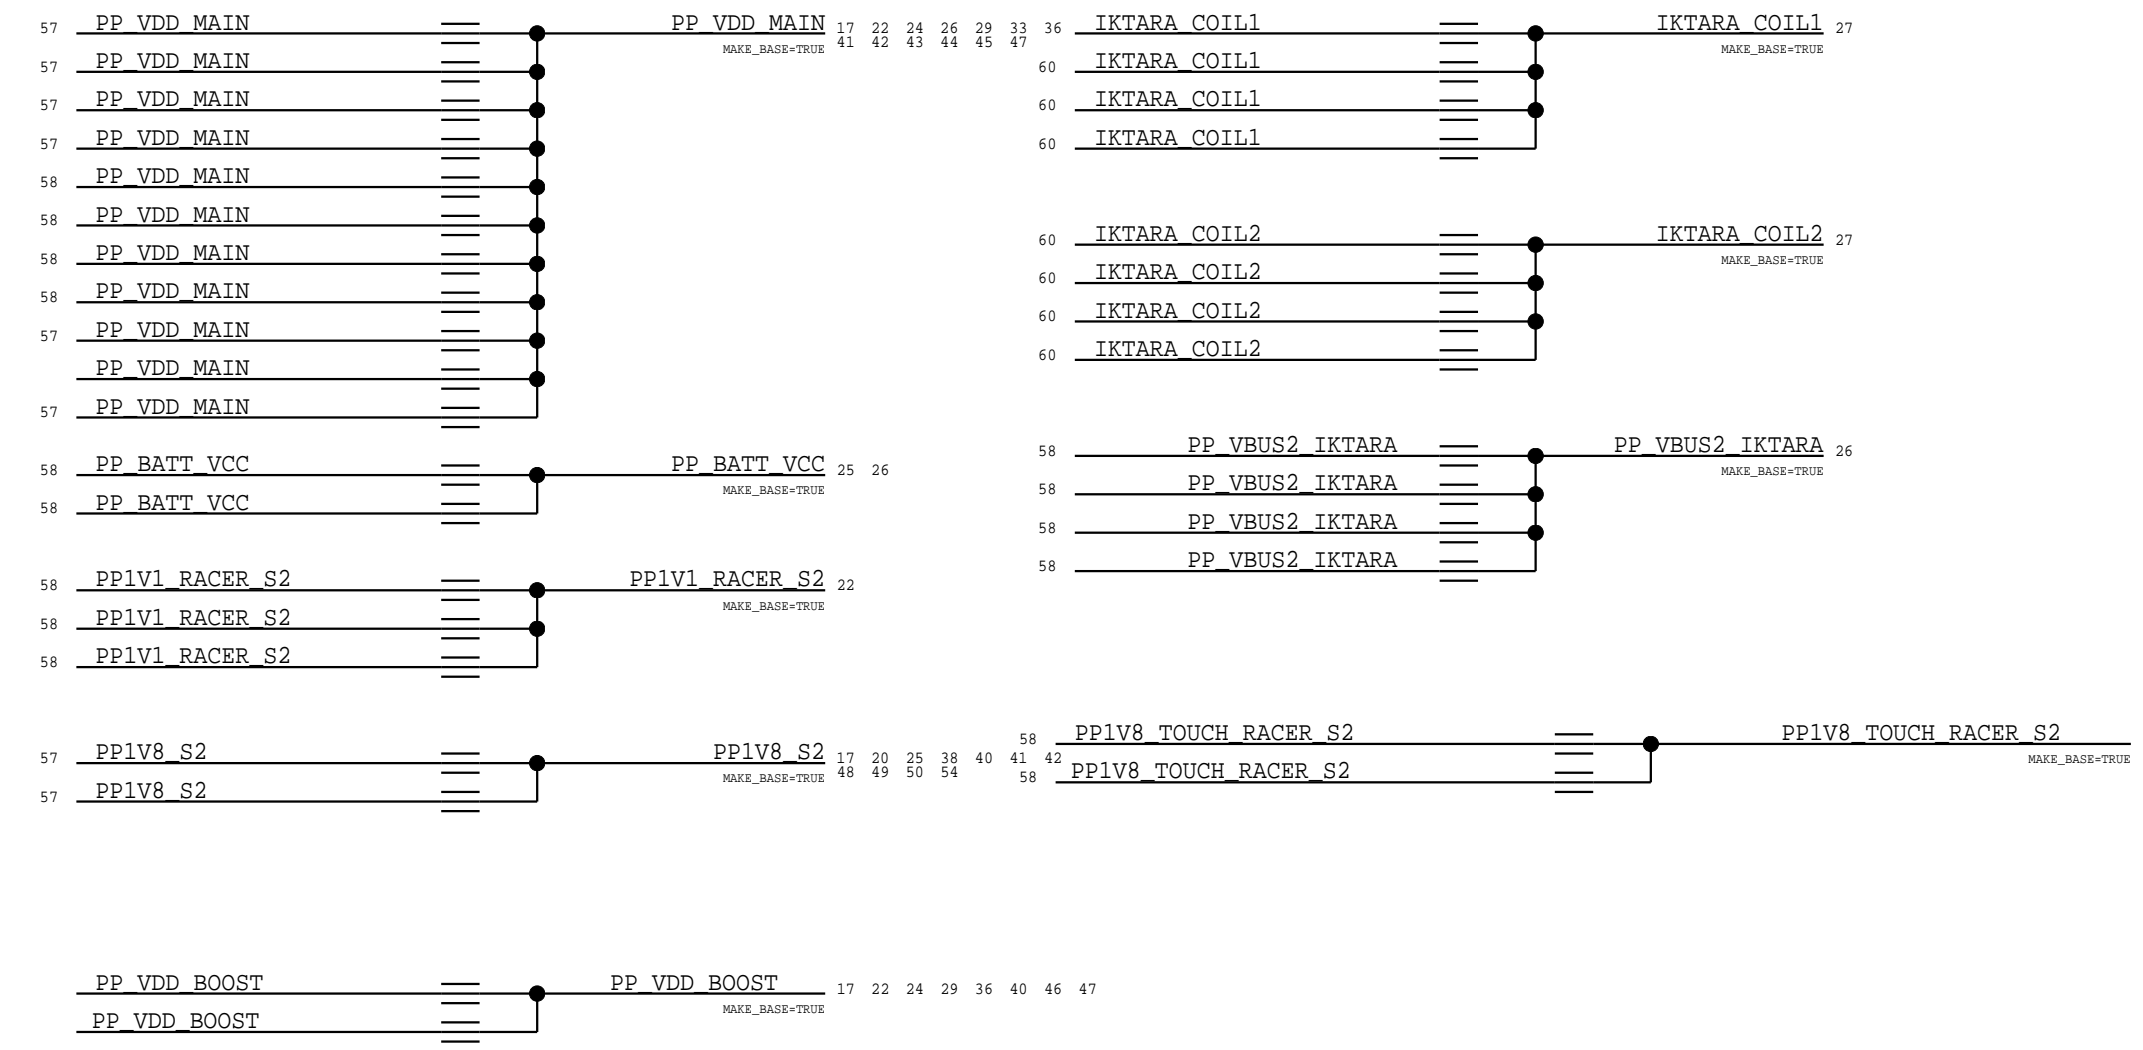 57 PP_VDD_MAIN PP_VDD_MAIN 17 22 24 26 29 33 36
MAKE_BASE=TRUE 41 42 43 44 45 47
57 PP_VDD_MAIN
57 PP_VDD_MAIN
57 PP_VDD_MAIN
58 PP_VDD_MAIN
58 PP_VDD_MAIN
58 PP_VDD_MAIN
58 PP_VDD_MAIN
57 PP_VDD_MAIN
PP_VDD_MAIN
57 PP_VDD_MAIN
58 PP_BATT_VCC PP_BATT_VCC 25 26
MAKE_BASE=TRUE
58 PP_BATT_VCC
58 PP1V1_RACER_S2 PP1V1_RACER_S2 22
MAKE_BASE=TRUE
58 PP1V1_RACER_S2
58 PP1V1_RACER_S2
57 PP1V8_S2 PP1V8_S2 17 20 25 38 40 41 42
MAKE_BASE=TRUE 48 49 50 54
57 PP1V8_S2
PP_VDD_BOOST PP_VDD_BOOST 17 22 24 29 36 40 46 47
MAKE_BASE=TRUE
PP_VDD_BOOST
IKTARA_COIL1 IKTARA_COIL1 27
MAKE_BASE=TRUE
60 IKTARA_COIL1
60 IKTARA_COIL1
60 IKTARA_COIL1
60 IKTARA_COIL2 IKTARA_COIL2 27
MAKE_BASE=TRUE
60 IKTARA_COIL2
60 IKTARA_COIL2
60 IKTARA_COIL2
58 PP_VBUS2_IKTARA PP_VBUS2_IKTARA 26
MAKE_BASE=TRUE
58 PP_VBUS2_IKTARA
58 PP_VBUS2_IKTARA
58 PP_VBUS2_IKTARA
58 PP1V8_TOUCH_RACER_S2 PP1V8_TOUCH_RACER_S2
MAKE_BASE=TRUE
58 PP1V8_TOUCH_RACER_S2